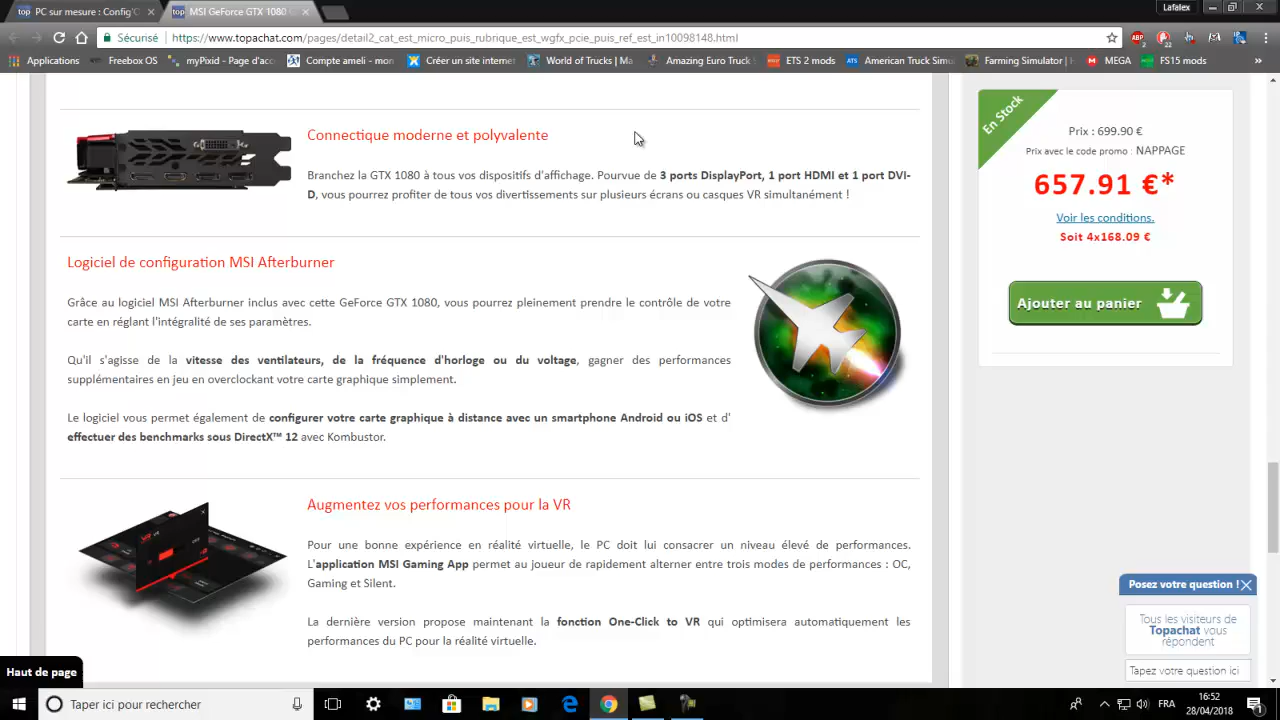 PC sur mesure : Config'C
MSI GeForce GTX 1080
Lafalex
Sécurisé
https://www.topachat.com/pages/detail2_cat_est_micro_puis_rubrique_est_wgfx_pcie_puis_ref_est_in10098148.html
Applications
Freebox OS
myPixid - Page d'acc
Compte ameli - mon
Créer un site internet
World of Trucks | Ma
Amazing Euro Truck
ETS 2 mods
American Truck Simu
Farming Simulator | H
MEGA
FS15 mods
Connectique moderne et polyvalente
Branchez la GTX 1080 à tous vos dispositifs d'affichage. Pourvue de 3 ports DisplayPort, 1 port HDMI et 1 port DVI-
D, vous pourrez profiter de tous vos divertissements sur plusieurs écrans ou casques VR simultanément !
Logiciel de configuration MSI Afterburner
Grâce au logiciel MSI Afterburner inclus avec cette GeForce GTX 1080, vous pourrez pleinement prendre le contrôle de votre
carte en réglant l'intégralité de ses paramètres.
Qu'il s'agisse de la vitesse des ventilateurs, de la fréquence d'horloge ou du voltage, gagner des performances
supplémentaires en jeu en overclockant votre carte graphique simplement.
Le logiciel vous permet également de configurer votre carte graphique à distance avec un smartphone Android ou iOS et d'
effectuer des benchmarks sous DirectX™ 12 avec Kombustor.
Augmentez vos performances pour la VR
Pour une bonne expérience en réalité virtuelle, le PC doit lui consacrer un niveau élevé de performances.
L'application MSI Gaming App permet au joueur de rapidement alterner entre trois modes de performances : OC,
Gaming et Silent.
La dernière version propose maintenant la fonction One-Click to VR qui optimisera automatiquement les
performances du PC pour la réalité virtuelle.
En Stock
Prix : 699.90 €
Prix avec le code promo : NAPPAGE
657.91 €*
Voir les conditions.
Soit 4x168.09 €
Ajouter au panier
Posez votre question !
Tous les visiteurs de
Topachat vous
répondent
Tapez votre question ici
Haut de page
Taper ici pour rechercher
FRA
16:52
28/04/2018